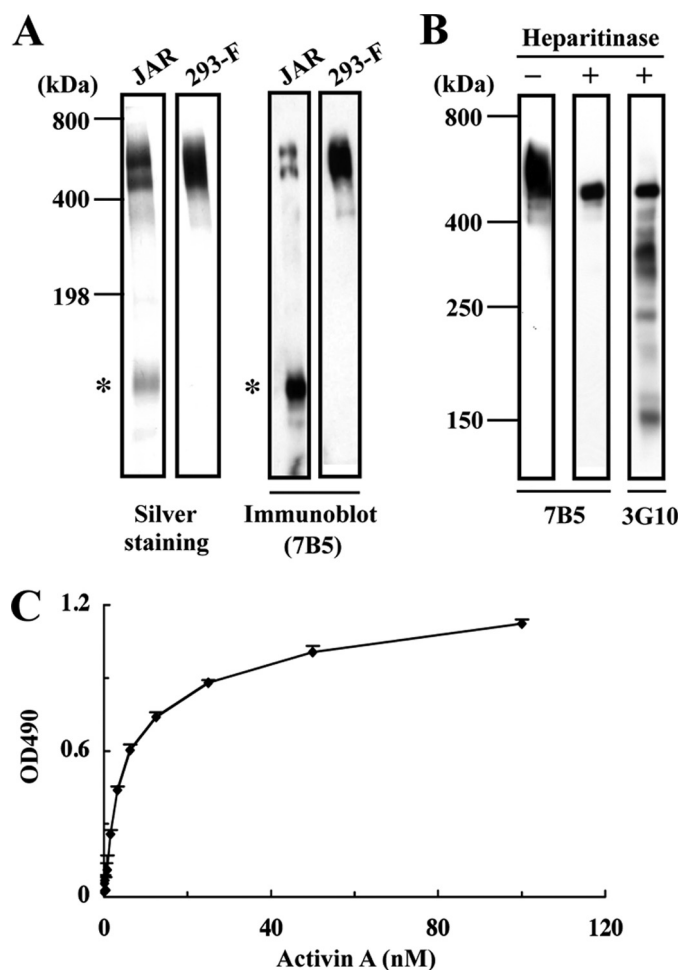 A
JAR 293-F JAR 293-F
(kDa)
800
400
198
* *
Silver staining
Immunoblot (7B5)
B
Heparitinase
(kDa) − + +
800
400
250
150
7B5 3G10
C
1.2
0.6
0
OD490
0 40 80 120
Activin A (nM)